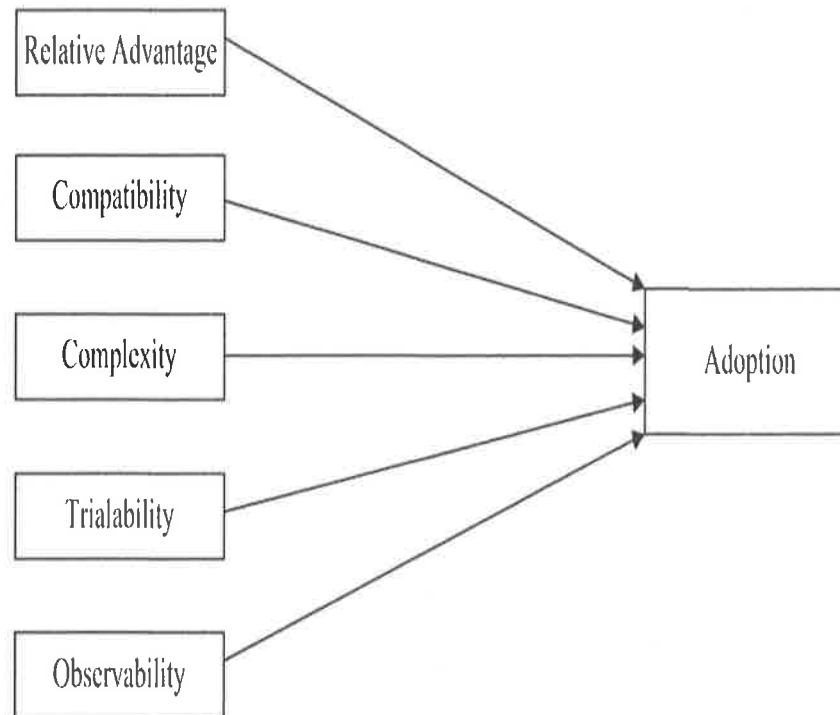 Relative Advantage
Compatibility
Complexity
Adoption
Trialability
Observability